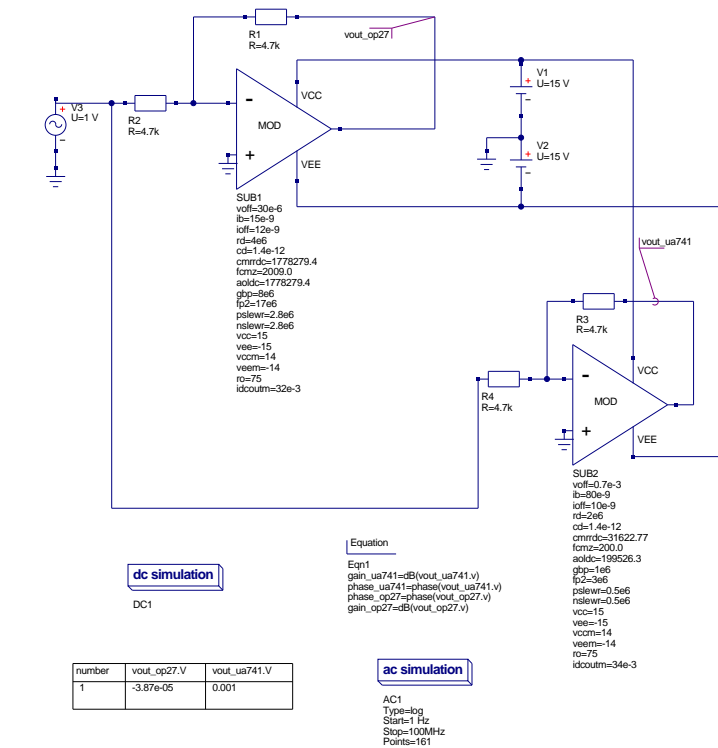 R1
R=4.7k
vout_op27
V3
U=1 V
R2
R=4.7k
-
VCC
MOD
+
VEE
V1
U=15 V
V2
U=15 V
SUB1
voff=30e-6
ib=15e-9
ioff=12e-9
rd=4e6
cd=1.4e-12
cmrrdc=1778279.4
fcmz=2009.0
aoldc=1778279.4
gbp=8e6
fp2=17e6
pslewr=2.8e6
nslewr=2.8e6
vcc=15
vee=-15
vccm=14
veem=-14
ro=75
idcoutm=32e-3
vout_ua741
R3
R=4.7k
R4
R=4.7k
-
VCC
MOD
+
VEE
SUB2
voff=0.7e-3
ib=80e-9
ioff=10e-9
rd=2e6
cd=1.4e-12
cmrrdc=31622.77
fcmz=200.0
aoldc=199526.3
gbp=1e6
fp2=3e6
pslewr=0.5e6
nslewr=0.5e6
vcc=15
vee=-15
vccm=14
veem=-14
ro=75
idcoutm=34e-3
Equation
Eqn1
gain_ua741=dB(vout_ua741.v)
phase_ua741=phase(vout_ua741.v)
phase_op27=phase(vout_op27.v)
gain_op27=dB(vout_op27.v)
dc simulation
DC1
number vout_op27.V vout_ua741.V
1 -3.87e-05 0.001
ac simulation
AC1
Type=log
Start=1 Hz
Stop=100MHz
Points=161